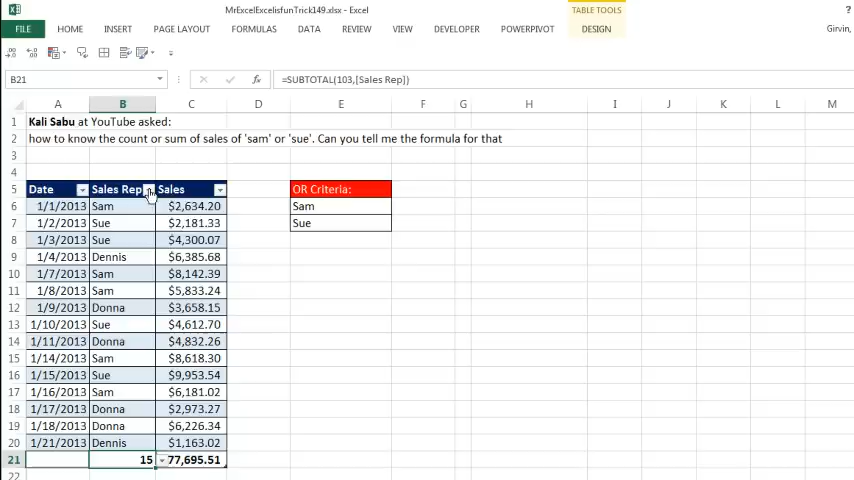 MrExcelExcelisfunTrick149.xlsx - Excel
TABLE TOOLS
?
FILE HOME INSERT PAGE LAYOUT FORMULAS DATA REVIEW VIEW DEVELOPER POWERPIVOT DESIGN Girvin,
B21 fx =SUBTOTAL(103,[Sales Rep])
A B C D E F G H I J K L M
1 Kali Sabu at YouTube asked:
2 how to know the count or sum of sales of 'sam' or 'sue'. Can you tell me the formula for that
3
4
5 Date Sales Rep Sales OR Criteria:
6 1/1/2013 Sam $2,634.20 Sam
7 1/2/2013 Sue $2,181.33 Sue
8 1/3/2013 Sue $4,300.07
9 1/4/2013 Dennis $6,385.68
10 1/7/2013 Sam $8,142.39
11 1/8/2013 Sam $5,833.24
12 1/9/2013 Donna $3,658.15
13 1/10/2013 Sue $4,612.70
14 1/11/2013 Donna $4,832.26
15 1/14/2013 Sam $8,618.30
16 1/15/2013 Sue $9,953.54
17 1/16/2013 Sam $6,181.02
18 1/17/2013 Donna $2,973.27
19 1/18/2013 Donna $6,226.34
20 1/21/2013 Dennis $1,163.02
21 15 77,695.51
22